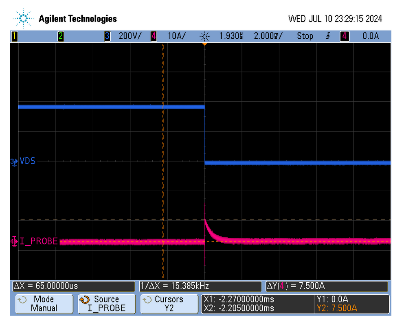 Agilent Technologies WED JUL 10 23:29:15 2024
1 2 3 200V/ 4 10A/ 1.930s 2.000s/ Stop 4 0.0A
VDS
I_PROBE
ΔX = 65.00000us 1/ΔX = 15.385kHz ΔY(4) = 7.500A
Mode Source Cursors X1: -2.27000000ms Y1: 0.0A
Manual I_PROBE Y2 X2: -2.20500000ms Y2: 7.500A